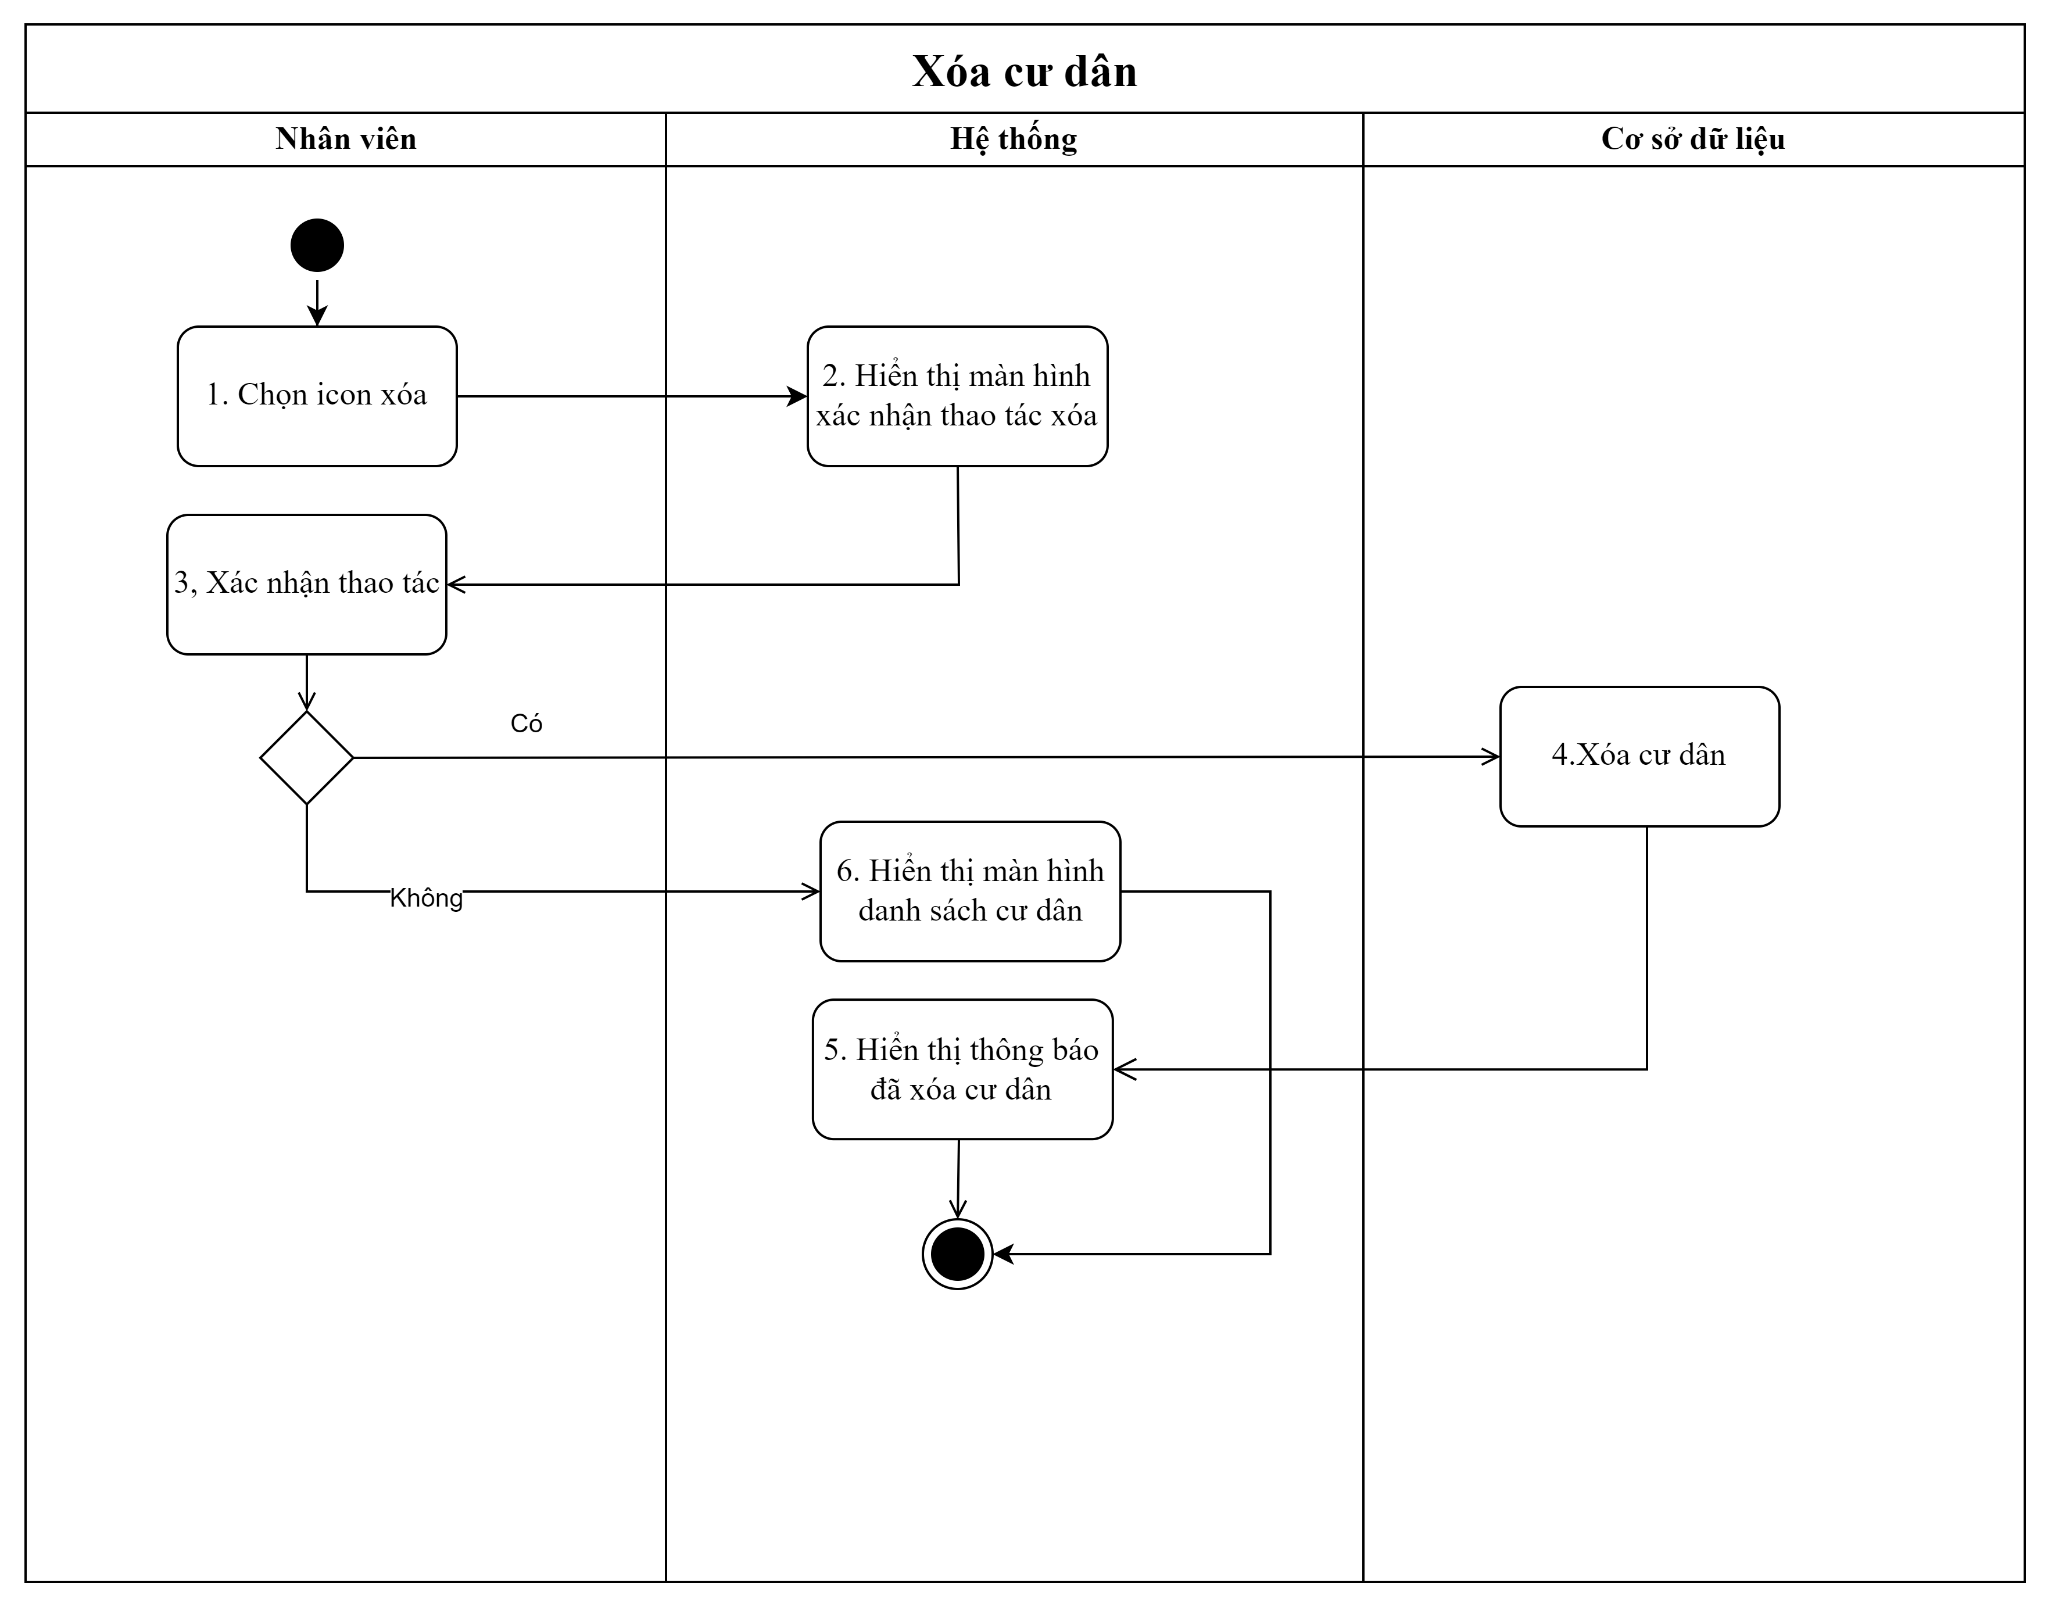 Xóa cư dân
Nhân viên
Hệ thống
Cơ sở dữ liệu
1. Chọn icon xóa
2. Hiển thị màn hình
xác nhận thao tác xóa
3, Xác nhận thao tác
Có
4.Xóa cư dân
Không
6. Hiển thị màn hình
danh sách cư dân
5. Hiển thị thông báo
đã xóa cư dân